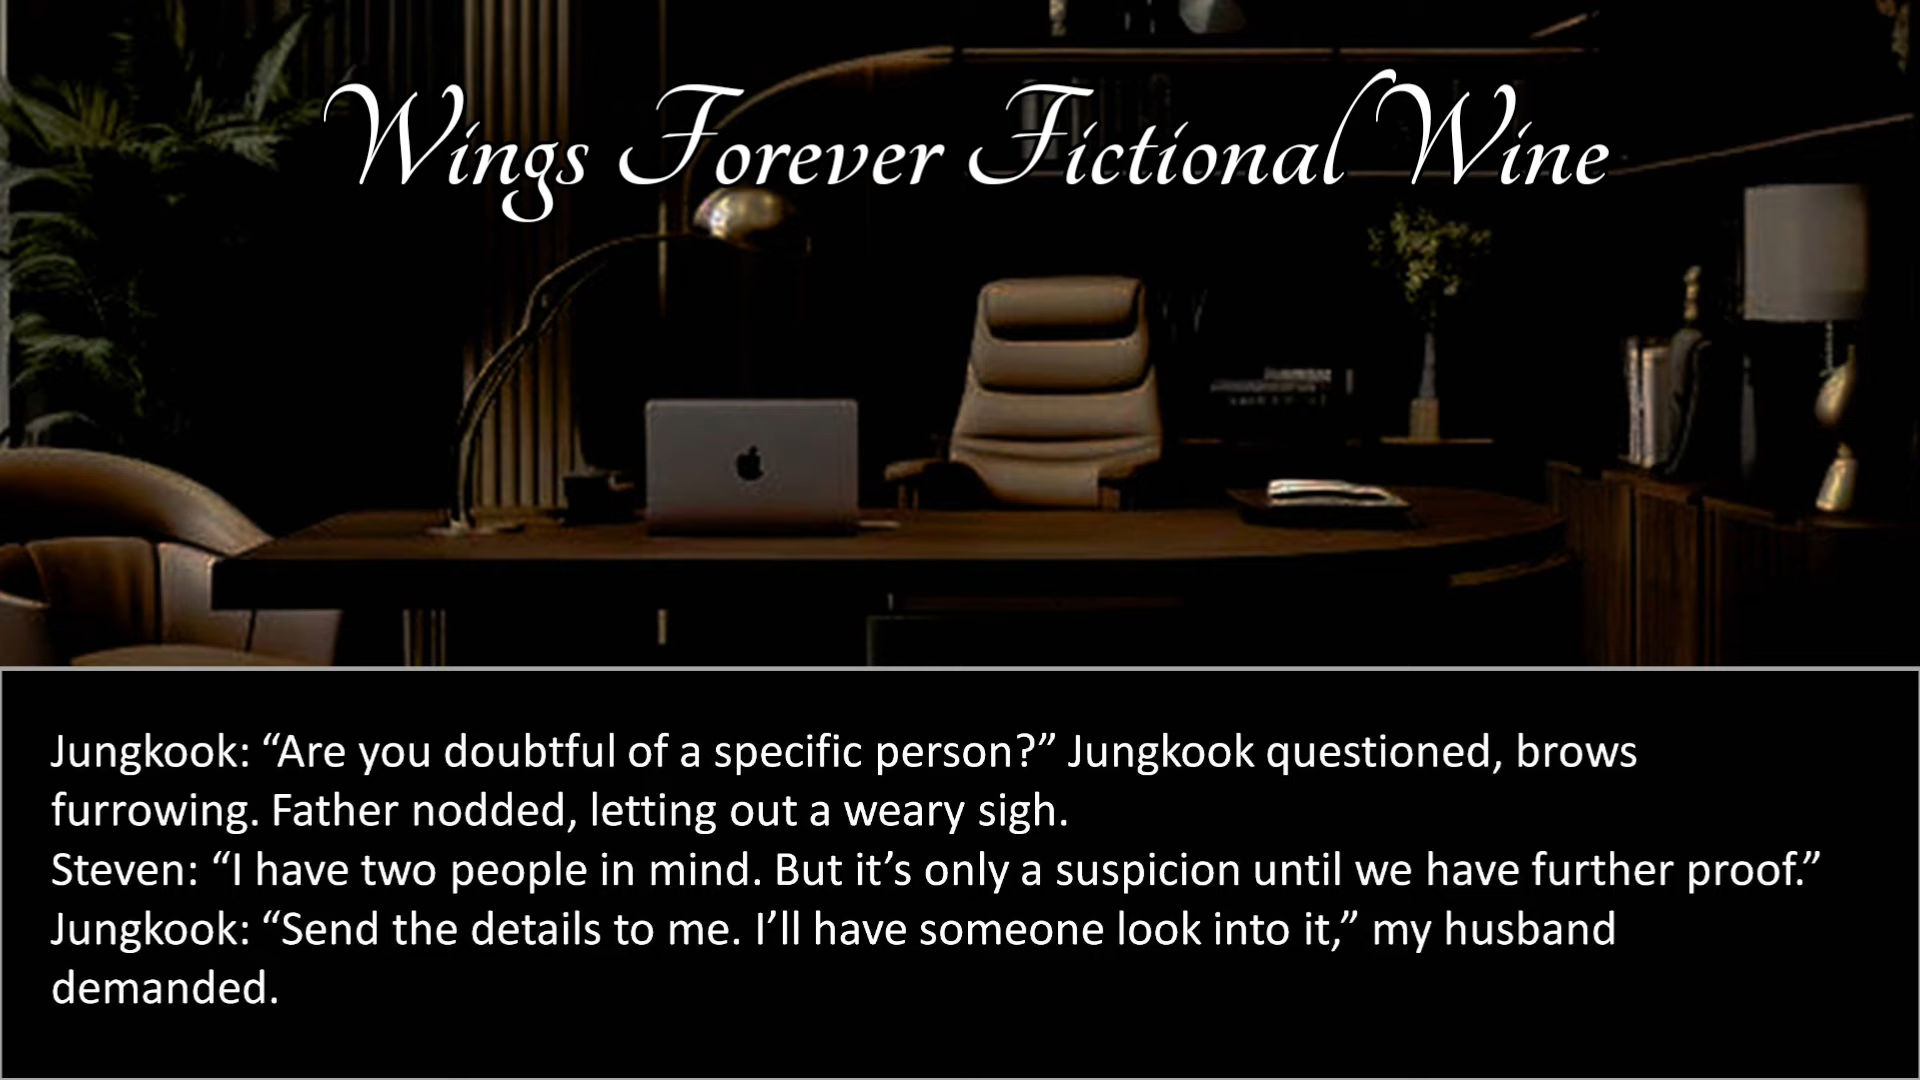 Wings Forever Fictional Wine
Jungkook: “Are you doubtful of a specific person?” Jungkook questioned, brows
furrowing. Father nodded, letting out a weary sigh.
Steven: “I have two people in mind. But it’s only a suspicion until we have further proof.”
Jungkook: “Send the details to me. I’ll have someone look into it,” my husband
demanded.